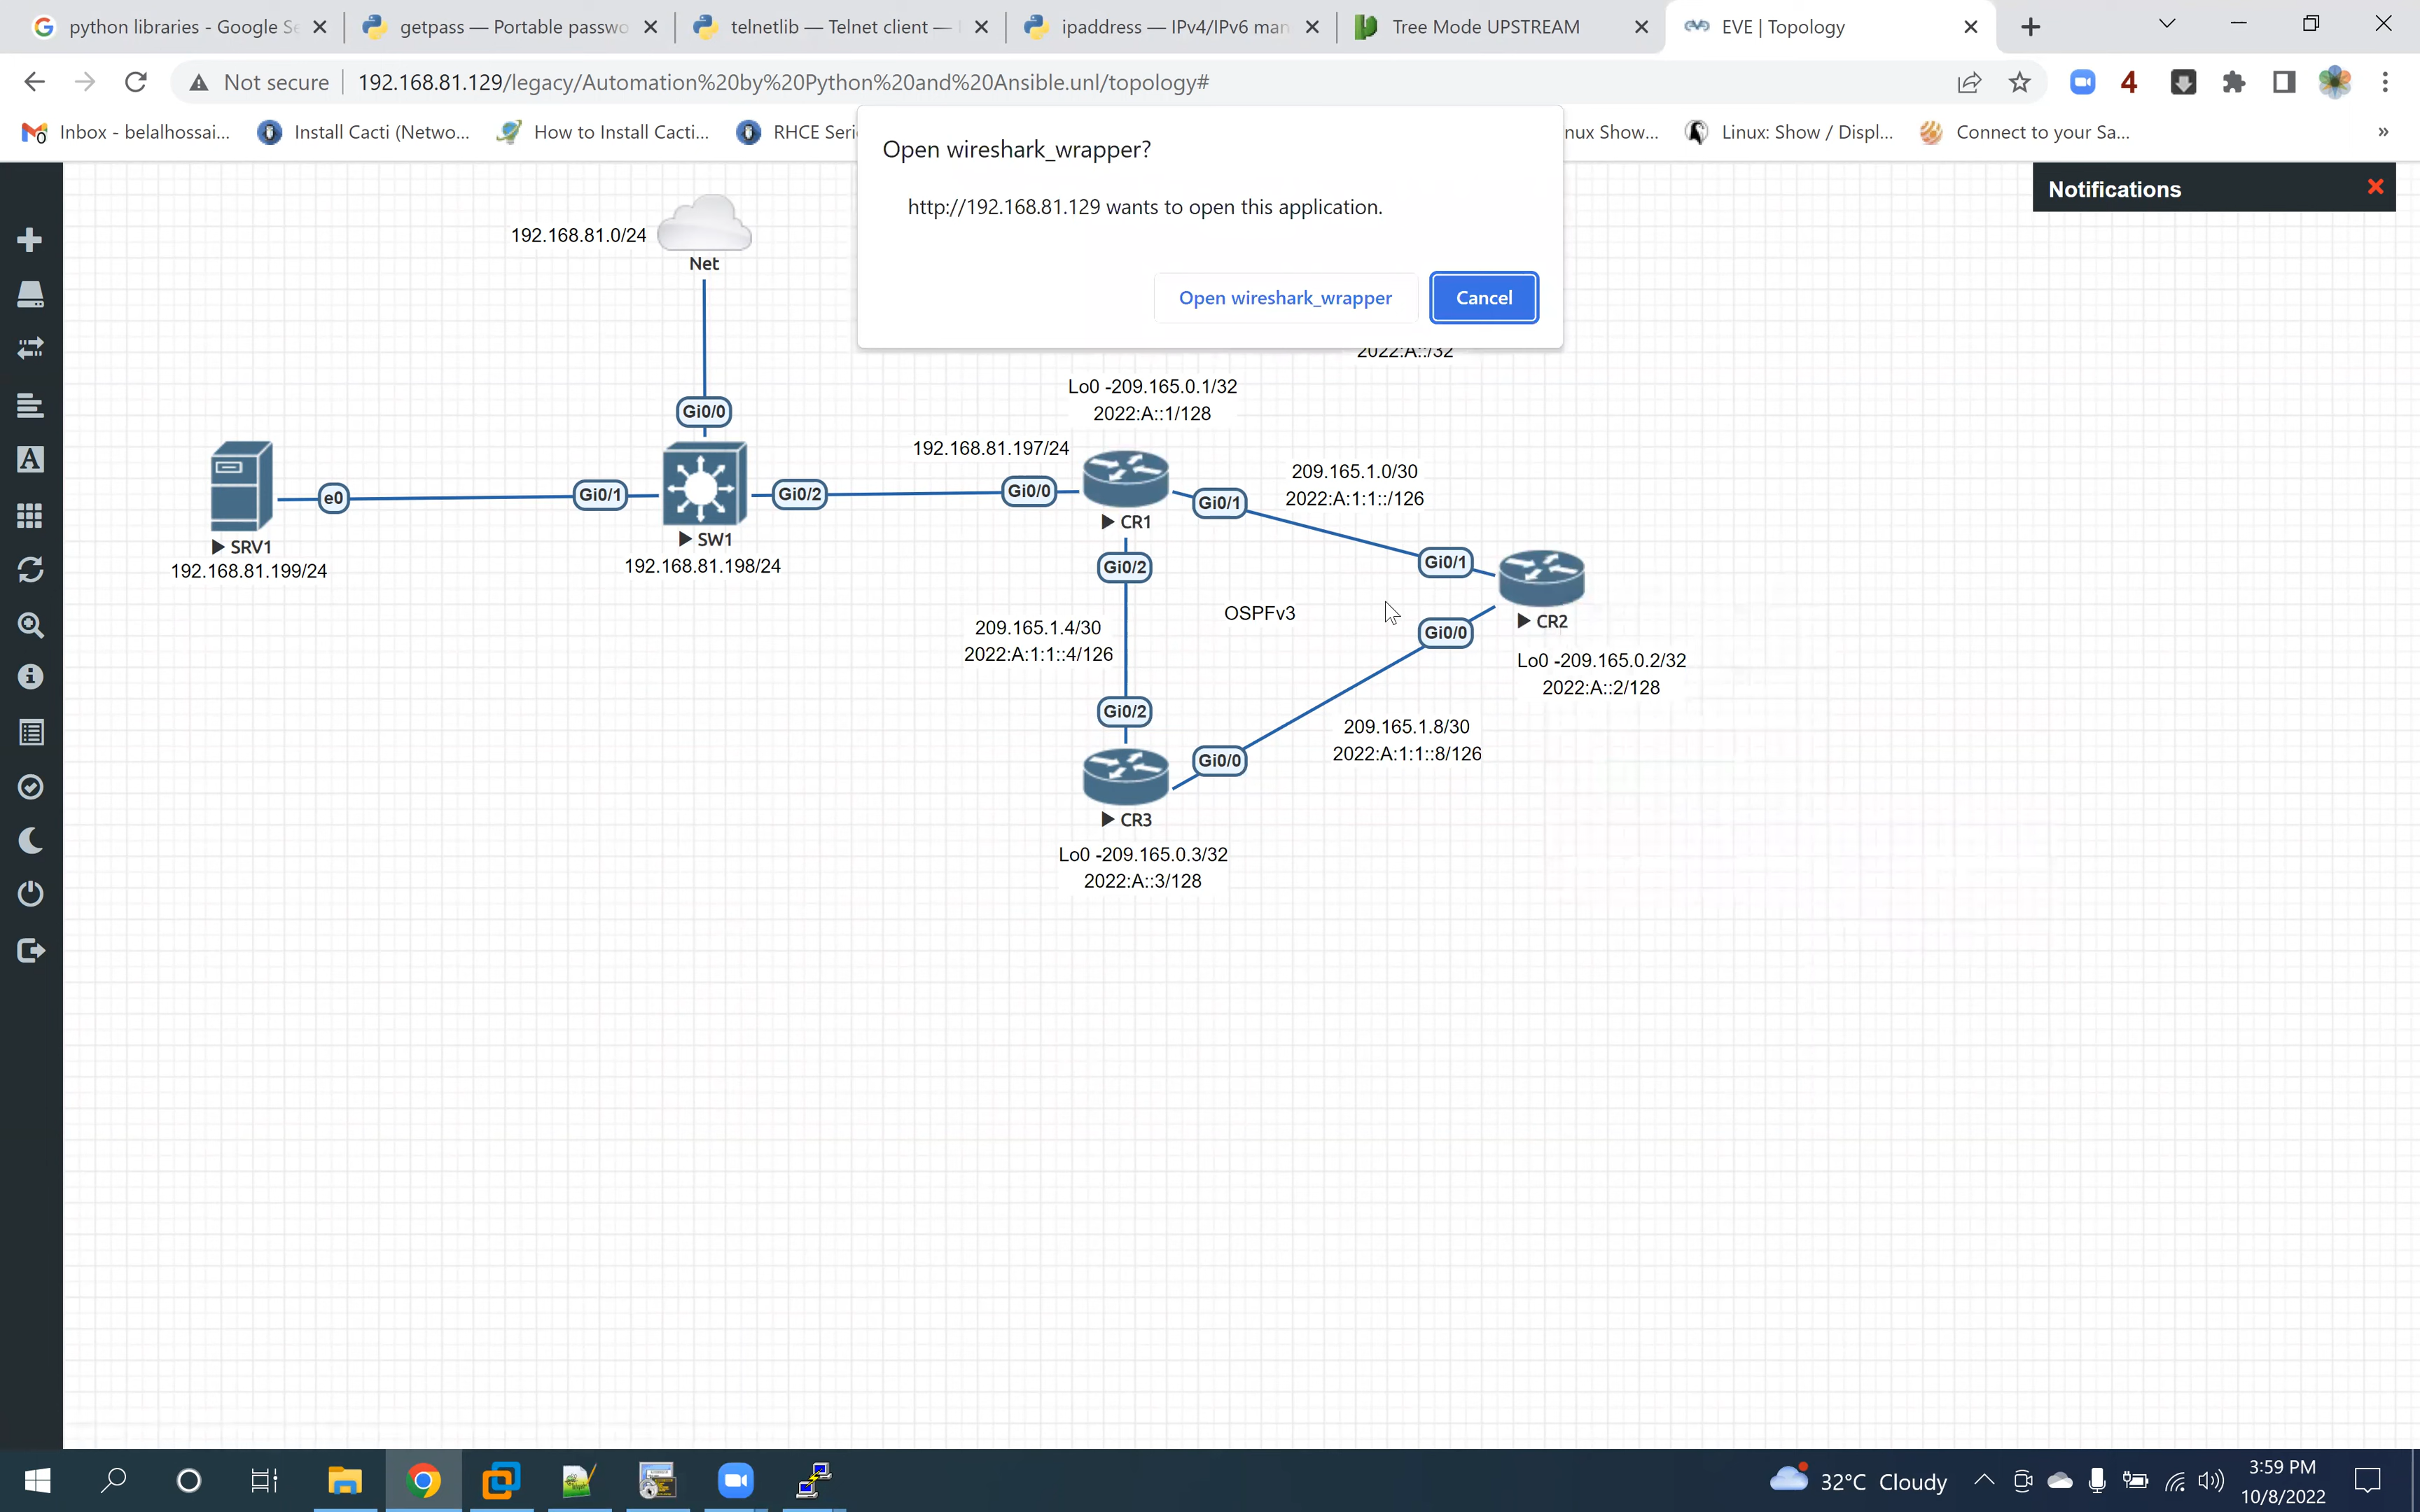 python libraries - Google Se
getpass — Portable passwo
telnetlib — Telnet client —
ipaddress — IPv4/IPv6 man
Tree Mode UPSTREAM
EVE | Topology
Not secure
192.168.81.129/legacy/Automation%20by%20Python%20and%20Ansible.unl/topology#
4
Inbox - belalhossai...
Install Cacti (Netwo...
How to Install Cacti...
RHCE Seri
nux Show...
Linux: Show / Displ...
Connect to your Sa...
»
Open wireshark_wrapper?
http://192.168.81.129 wants to open this application.
Open wireshark_wrapper
Cancel
Notifications
192.168.81.0/24
Net
2022:A::/32
Lo0 -209.165.0.1/32
2022:A::1/128
Gi0/0
192.168.81.197/24
209.165.1.0/30
2022:A:1:1::/126
e0
Gi0/1
Gi0/2
Gi0/0
Gi0/1
CR1
SRV1
192.168.81.199/24
SW1
192.168.81.198/24
Gi0/2
Gi0/1
OSPFv3
CR2
209.165.1.4/30
2022:A:1:1::4/126
Gi0/0
Lo0 -209.165.0.2/32
2022:A::2/128
Gi0/2
209.165.1.8/30
2022:A:1:1::8/126
Gi0/0
CR3
Lo0 -209.165.0.3/32
2022:A::3/128
32°C Cloudy
3:59 PM
10/8/2022